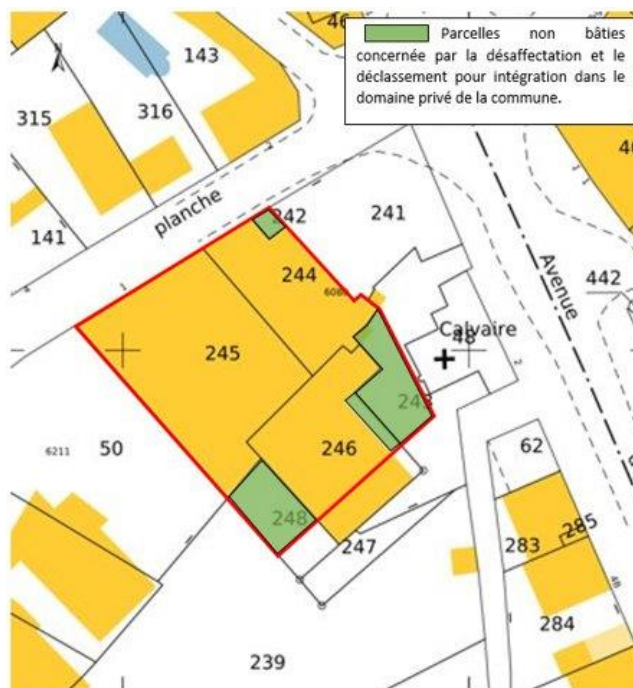 Parcelles non bâties
concernée par la désaffectation et le
déclassement pour intégration dans le
domaine privé de la commune.
46
143
315
316
141
planche
242
241
244
442
Avenue
Calvaire
48
245
50
6211
246
62
248
247
283
285
4B
284
239